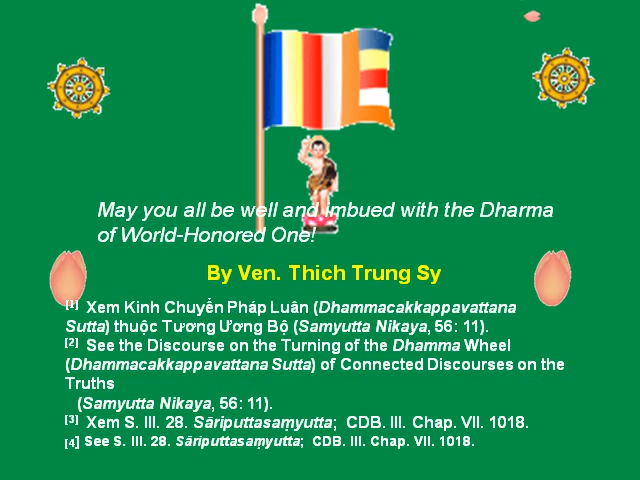 May you all be well and imbued with the Dharma
of World-Honored One!
By Ven. Thich Trung Sy
[1] Xem Kinh Chuyển Pháp Luân (Dhammacakkappavattana
Sutta) thuộc Tương Ương Bộ (Samyutta Nikaya, 56: 11).
[2] See the Discourse on the Turning of the Dhamma Wheel
(Dhammacakkappavattana Sutta) of Connected Discourses on the
Truths
(Samyutta Nikaya, 56: 11).
[3] Xem S. III. 28. Sāriputtasaṃyutta; CDB. III. Chap. VII. 1018.
[4] See S. III. 28. Sāriputtasaṃyutta; CDB. III. Chap. VII. 1018.